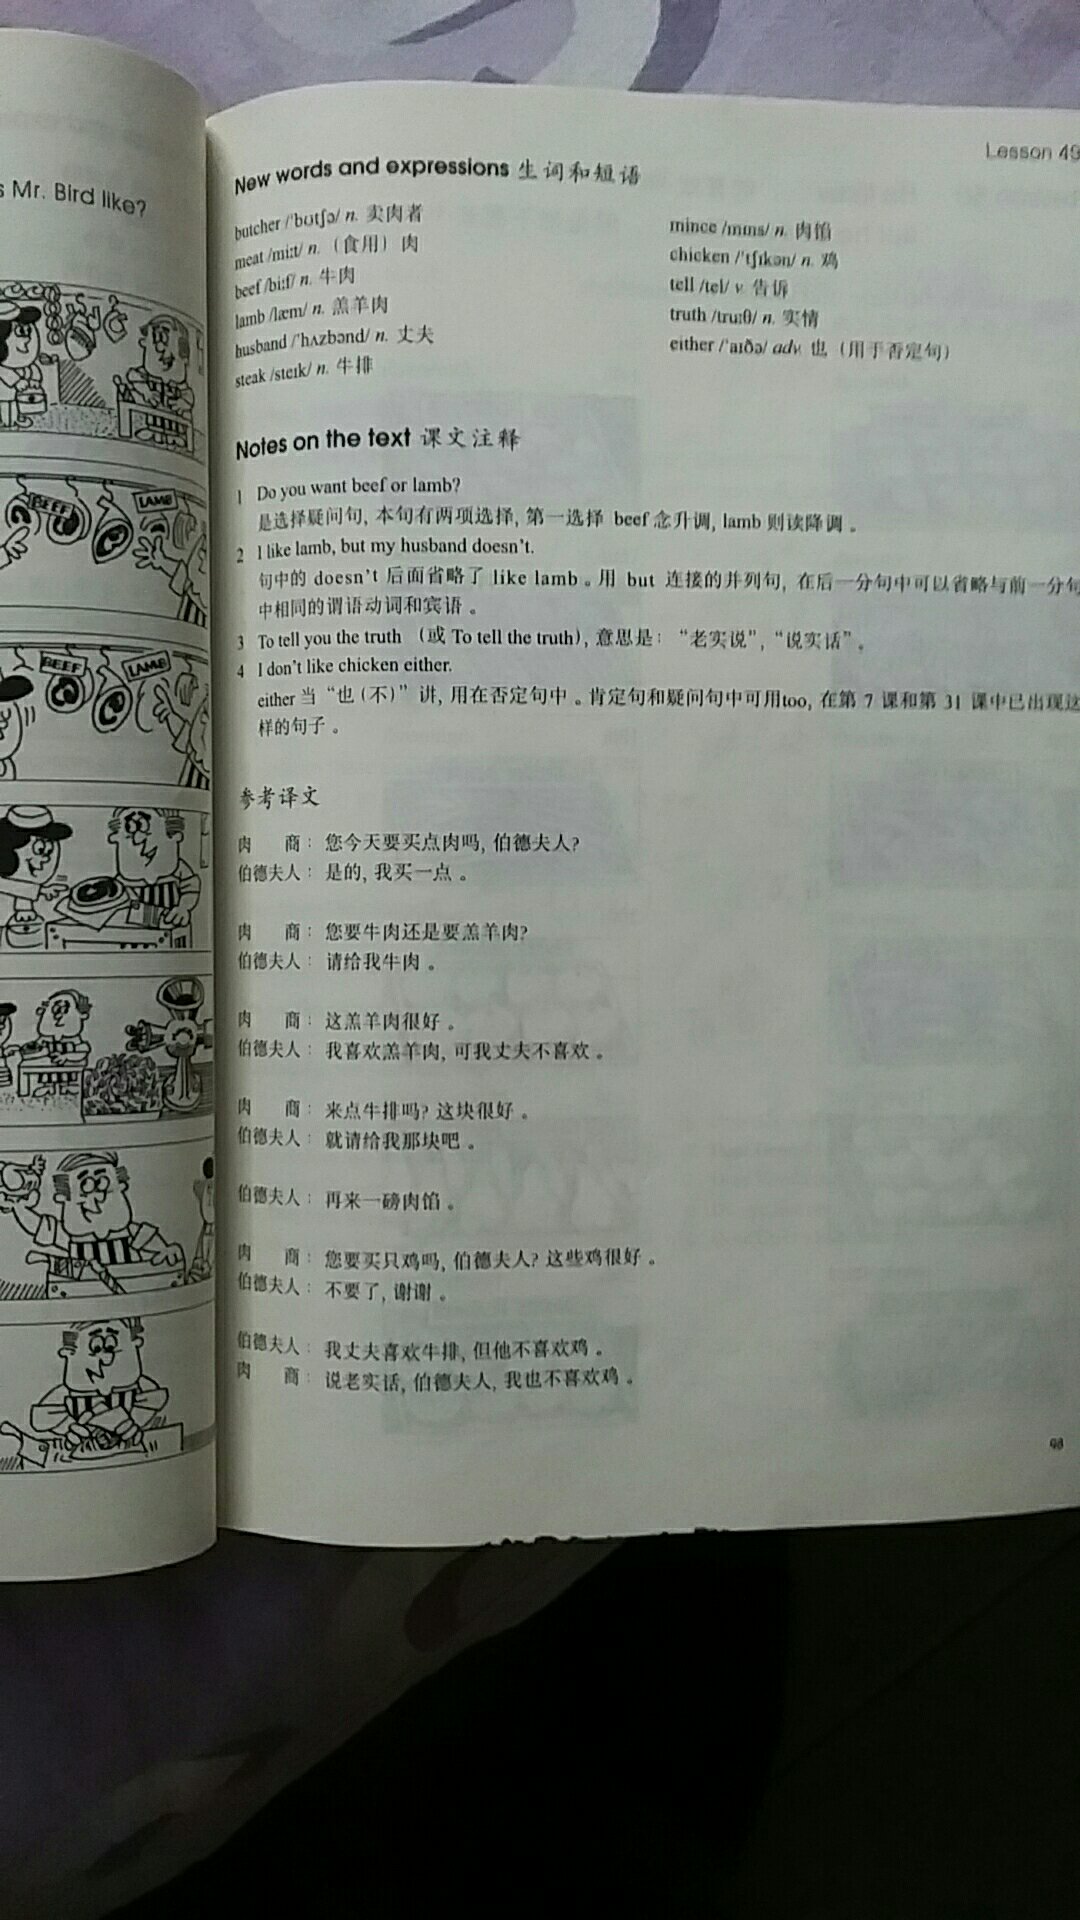 s Mr. Bird like?
BEEF
LAMB
BEEF
LAMB
Lesson 49
New words and expressions 生词和短语
butcher /ˈbʊtʃə/ n. 卖肉者
meat /miːt/ n. （食用）肉
beef /biːf/ n. 牛肉
lamb /læm/ n. 羔羊肉
husband /ˈhʌzbənd/ n. 丈夫
steak /steɪk/ n. 牛排
mince /mɪns/ n. 肉馅
chicken /ˈtʃɪkən/ n. 鸡
tell /tel/ v. 告诉
truth /truːθ/ n. 实情
either /ˈaɪðə/ adv. 也（用于否定句）
Notes on the text 课文注释
1 Do you want beef or lamb?
是选择疑问句, 本句有两项选择, 第一选择 beef 念升调, lamb 则读降调。
2 I like lamb, but my husband doesn't.
句中的 doesn't 后面省略了 like lamb。用 but 连接的并列句, 在后一分句中可以省略与前一分句
中相同的谓语动词和宾语。
3 To tell you the truth （或 To tell the truth）, 意思是：“老实说”, “说实话”。
4 I don't like chicken either.
either 当“也（不）”讲, 用在否定句中。肯定句和疑问句中可用too, 在第 7 课和第 31 课中已出现这
样的句子。
参考译文
肉 商：您今天要买点肉吗, 伯德夫人?
伯德夫人：是的, 我买一点。
肉 商：您要牛肉还是要羔羊肉?
伯德夫人：请给我牛肉。
肉 商：这羔羊肉很好。
伯德夫人：我喜欢羔羊肉, 可我丈夫不喜欢。
肉 商：来点牛排吗? 这块很好。
伯德夫人：就请给我那块吧。
伯德夫人：再来一磅肉馅。
肉 商：您要买只鸡吗, 伯德夫人? 这些鸡很好。
伯德夫人：不要了, 谢谢。
伯德夫人：我丈夫喜欢牛排, 但他不喜欢鸡。
肉 商：说老实话, 伯德夫人, 我也不喜欢鸡。